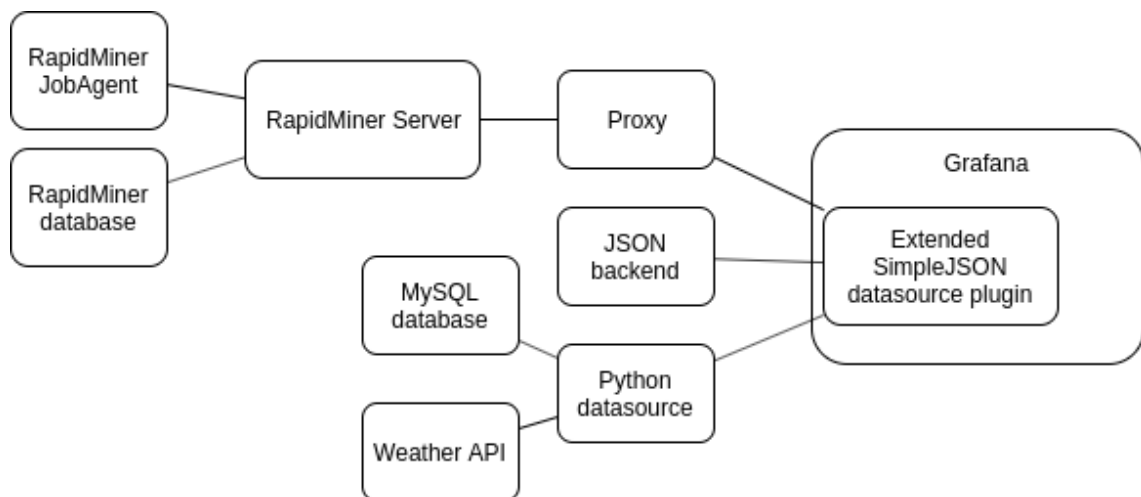 RapidMiner
JobAgent
RapidMiner Server
Proxy
Grafana
RapidMiner
database
JSON
backend
Extended
SimpleJSON
datasource plugin
MySQL
database
Python
datasource
Weather API